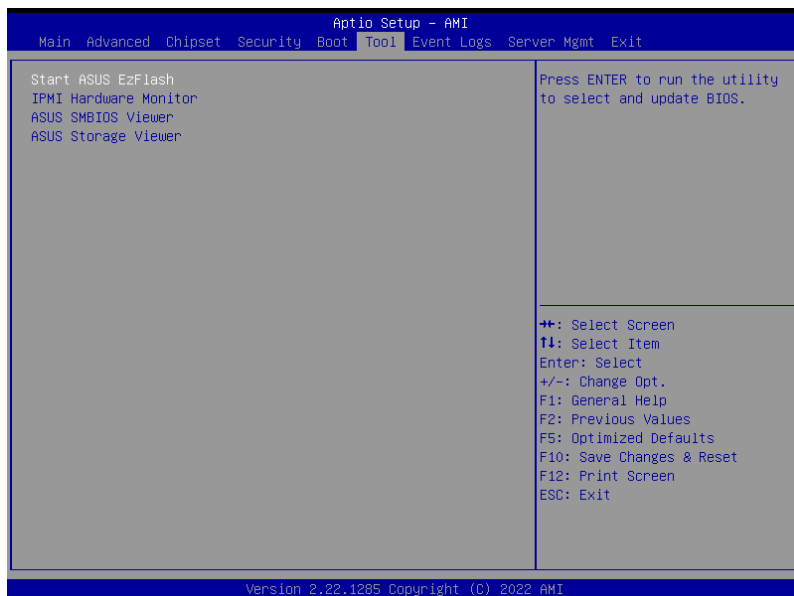 Aptio Setup – AMI
Main Advanced Chipset Security Boot Tool Event Logs Server Mgmt Exit
Start ASUS EzFlash
IPMI Hardware Monitor
ASUS SMBIOS Viewer
ASUS Storage Viewer
Press ENTER to run the utility
to select and update BIOS.
→←: Select Screen
↑↓: Select Item
Enter: Select
+/-: Change Opt.
F1: General Help
F2: Previous Values
F5: Optimized Defaults
F10: Save Changes & Reset
F12: Print Screen
ESC: Exit
Version 2.22.1285 Copyright (C) 2022 AMI